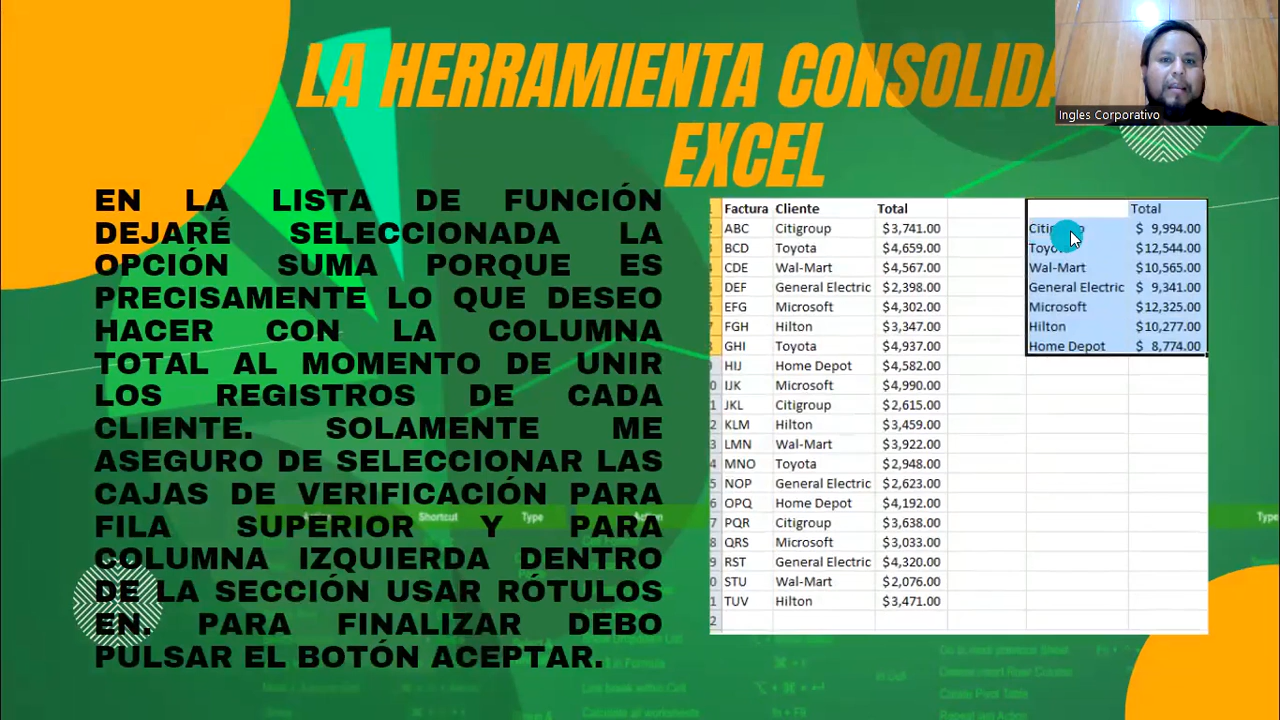 LA HERRAMIENTA CONSOLIDA
EXCEL
Ingles Corporativo
EN LA LISTA DE FUNCIÓN
DEJARÉ SELECCIONADA LA
OPCIÓN SUMA PORQUE ES
PRECISAMENTE LO QUE DESEO
HACER CON LA COLUMNA
TOTAL AL MOMENTO DE UNIR
LOS REGISTROS DE CADA
CLIENTE. SOLAMENTE ME
ASEGURO DE SELECCIONAR LAS
CAJAS DE VERIFICACIÓN PARA
FILA SUPERIOR Y PARA
COLUMNA IZQUIERDA DENTRO
DE LA SECCIÓN USAR RÓTULOS
EN. PARA FINALIZAR DEBO
PULSAR EL BOTÓN ACEPTAR.
Factura Cliente Total
ABC Citigroup $3,741.00
BCD Toyota $4,659.00
CDE Wal-Mart $4,567.00
DEF General Electric $2,398.00
EFG Microsoft $4,302.00
FGH Hilton $3,347.00
GHI Toyota $4,937.00
HIJ Home Depot $4,582.00
IJK Microsoft $4,990.00
JKL Citigroup $2,615.00
KLM Hilton $3,459.00
LMN Wal-Mart $3,922.00
MNO Toyota $2,948.00
NOP General Electric $2,623.00
OPQ Home Depot $4,192.00
PQR Citigroup $3,638.00
QRS Microsoft $3,033.00
RST General Electric $4,320.00
STU Wal-Mart $2,076.00
TUV Hilton $3,471.00
Total
$ 9,994.00
Toyota $12,544.00
Wal-Mart $10,565.00
General Electric $ 9,341.00
Microsoft $12,325.00
Hilton $10,277.00
Home Depot $ 8,774.00
Action Shortcut Type Action Type